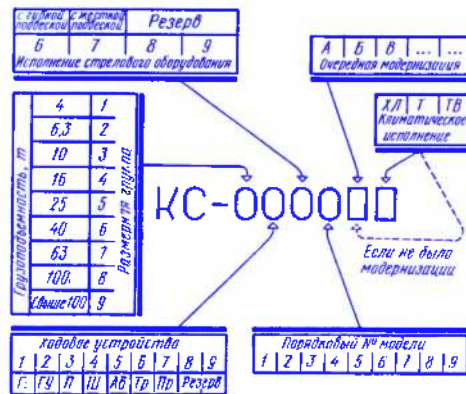 с гибкой подвеской с жесткой подвеской Резерв
6 7 8 9
Исполнение стрелового оборудования
А Б В ... ...
Очередная модернизация
ХЛ Т ТВ
Климатическое
исполнение
Грузоподъемность, т
Размерная группа
4 1
6,3 2
10 3
16 4
25 5
40 6
63 7
100 8
Свыше 100 9
КС-0000
Если не было
модернизации
Ходовое устройство
1 2 3 4 5 6 7 8 9
Г ГУ П Ш Ав Тр Пр Резерв
Порядковый № модели
1 2 3 4 5 6 7 8 9